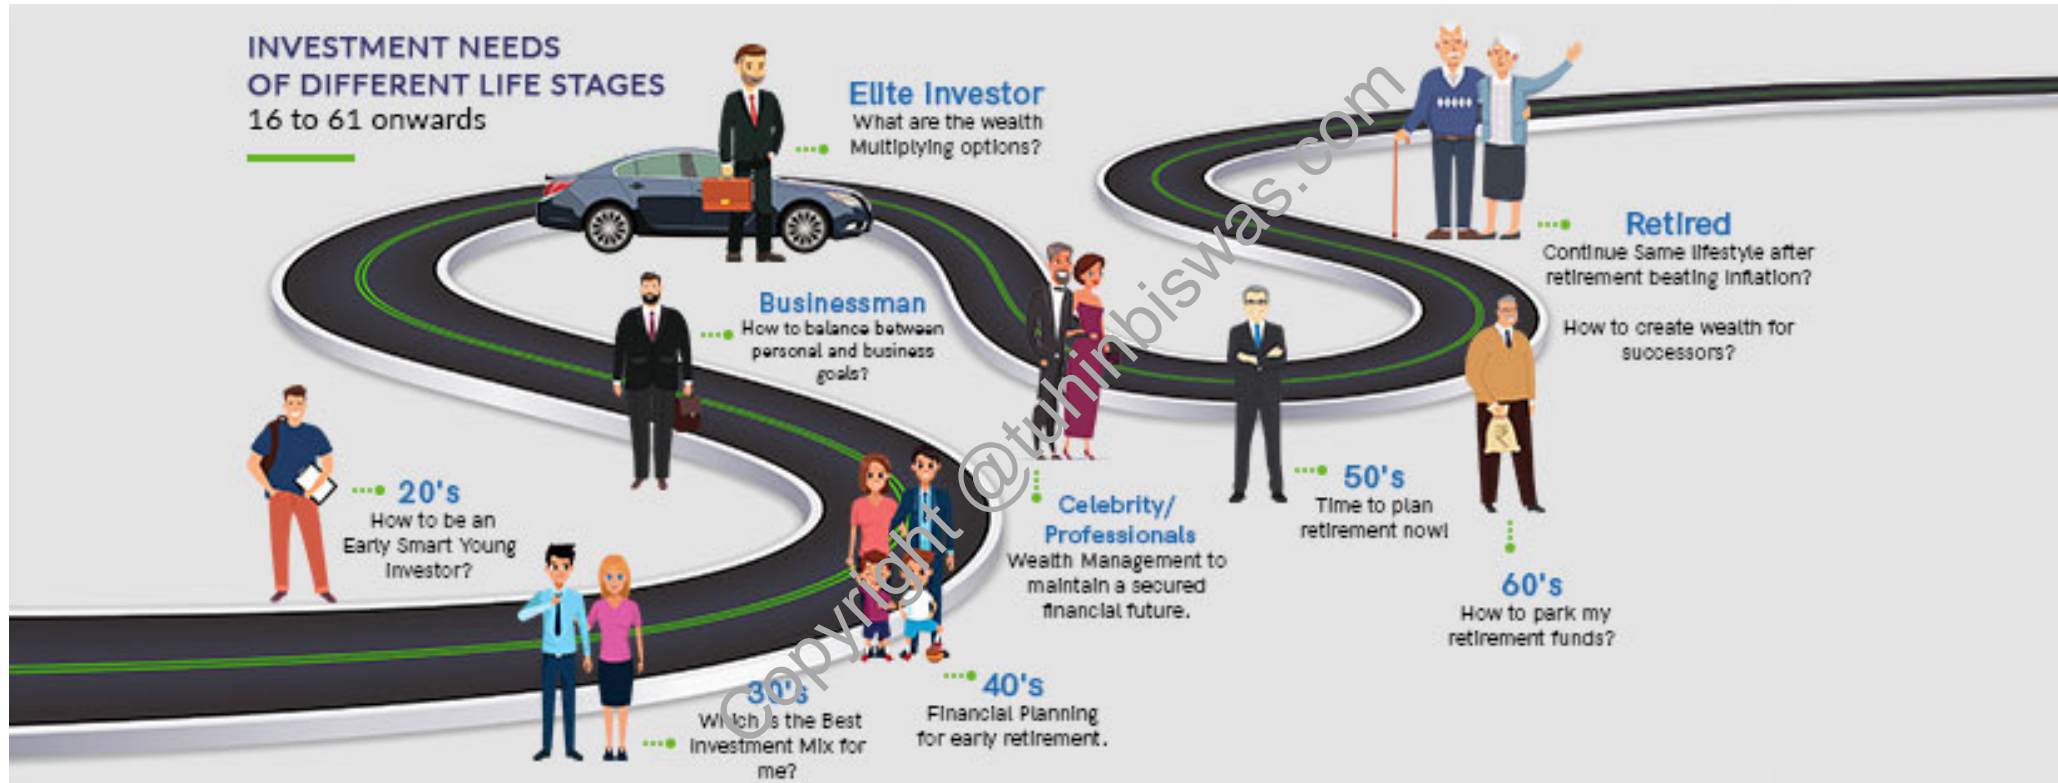 INVESTMENT NEEDS
OF DIFFERENT LIFE STAGES
16 to 61 onwards
20's
How to be an
Early Smart Young
Investor?
30's
Which is the Best
Investment Mix for
me?
40's
Financial Planning
for early retirement.
Businessman
How to balance between
personal and business
goals?
Elite Investor
What are the wealth
Multiplying options?
Celebrity/
Professionals
Wealth Management to
maintain a secured
financial future.
50's
Time to plan
retirement now!
60's
How to park my
retirement funds?
₹
Retired
Continue Same lifestyle after
retirement beating inflation?
How to create wealth for
successors?
Copyright @tuhinbiswas.com